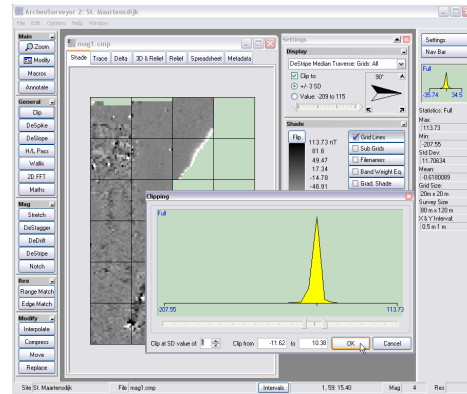 ArcheoSurveyor 2: St. Maartensdijk
File Edit Options Help Window
Main
Zoom
Modify
Macros
Annotate
General
Clip
DeSpike
DeSlope
H/L Pass
Wallis
2D FFT
Maths
Mag
Stretch
DeStagger
DeDrift
DeStripe
Notch
Res
Range Match
Edge Match
Modify
Interpolate
Compress
Move
Replace
mag1.cmp
Shade Trace Delta 3D & Relief Relief Spreadsheet Metadata
Settings
Display
DeStripe Median Traverse: Grids: All
Clip to:
+/-3 SD
Value: -209 to 115
90°
Shade
Flip
113.73 nT
81.6
49.47
17.34
-14.78
-46.91
Grid Lines
Sub Grids
Filenames
Band Weight Eq.
Grad. Shade
Settings
Nav Bar
Full
-35.74 34.5
Statistics: Full
Max:
113.73
Min:
-207.55
Std Dev:
11.70634
Mean:
-0.6180089
Grid Size:
20m x 20 m
Survey Size
80 m x 120 m
X & Y Interval:
0.5 m 1 m
Clipping
Full
-207.55 113.73
Clip at SD value of 1 Clip from -11.62 to 10.38 OK Cancel
Site St. Maartensdijk File mag1.cmp Intervals 1, 59: 15.40 Mag 4 Res